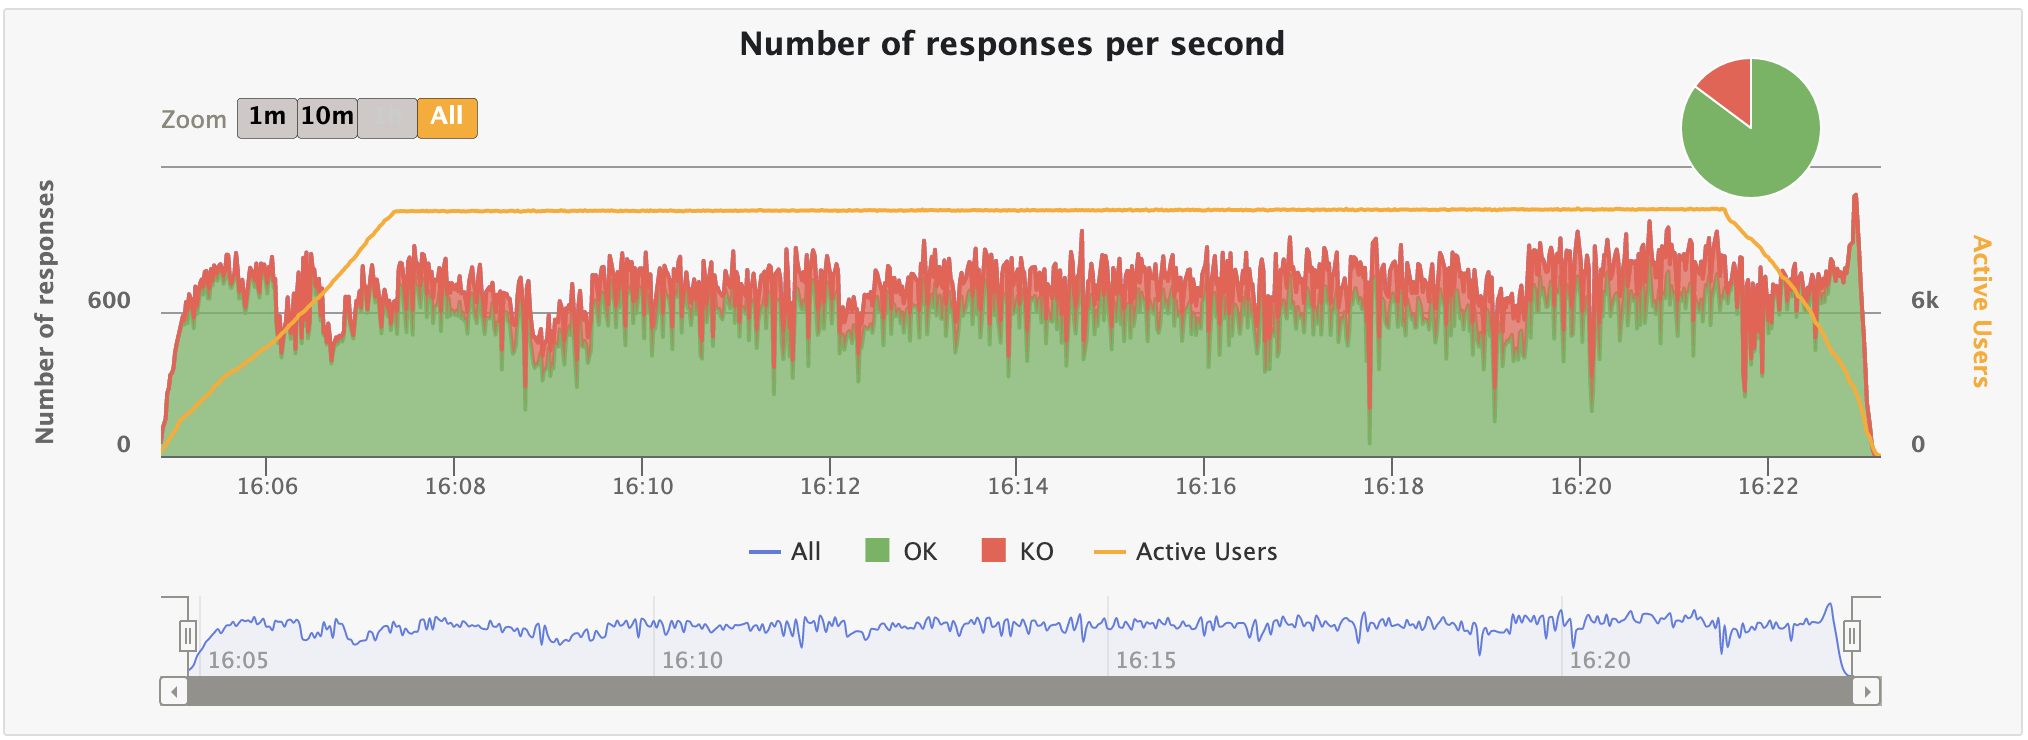 Number of responses per second
Zoom 1m 10m All
Number of responses
600
0
Active Users
6k
0
16:06 16:08 16:10 16:12 16:14 16:16 16:18 16:20 16:22
All OK KO Active Users
16:05 16:10 16:15 16:20